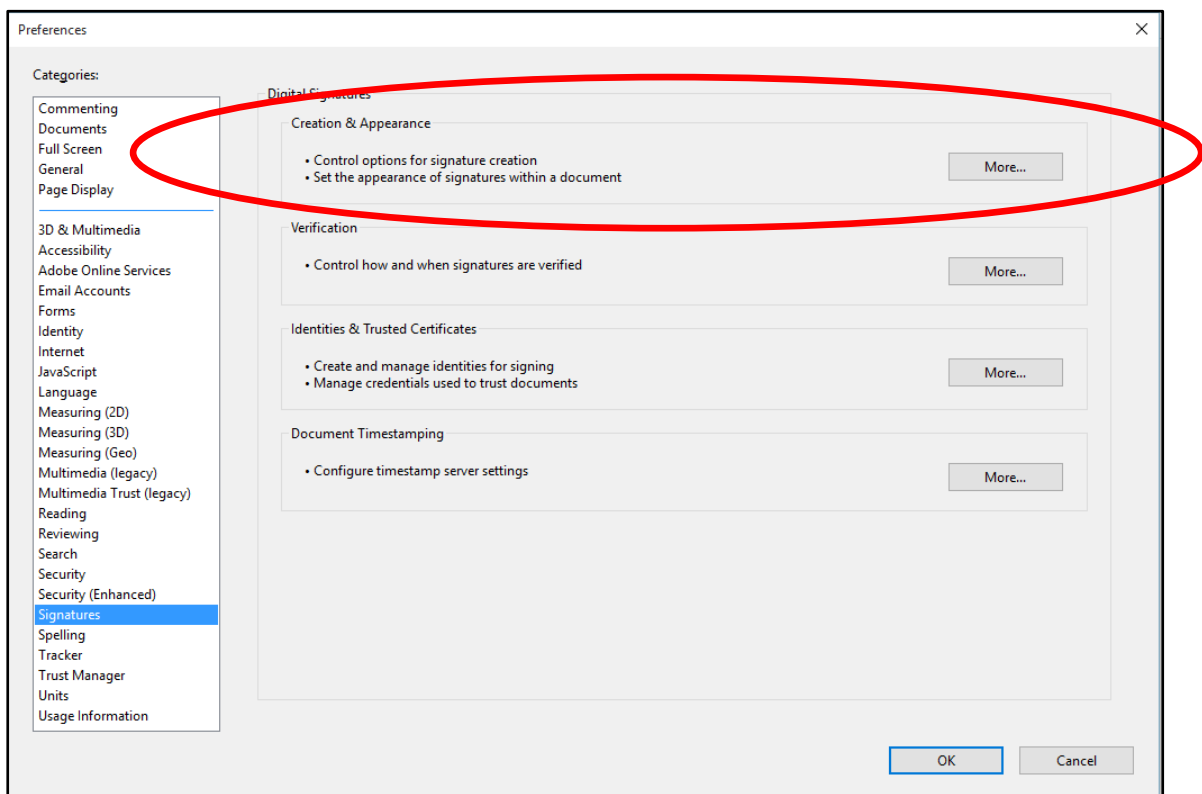 Preferences
Categories:
Commenting
Documents
Full Screen
General
Page Display
3D & Multimedia
Accessibility
Adobe Online Services
Email Accounts
Forms
Identity
Internet
JavaScript
Language
Measuring (2D)
Measuring (3D)
Measuring (Geo)
Multimedia (legacy)
Multimedia Trust (legacy)
Reading
Reviewing
Search
Security
Security (Enhanced)
Signatures
Spelling
Tracker
Trust Manager
Units
Usage Information
Digital Signatures
Creation & Appearance
• Control options for signature creation
• Set the appearance of signatures within a document
More...
Verification
• Control how and when signatures are verified
More...
Identities & Trusted Certificates
• Create and manage identities for signing
• Manage credentials used to trust documents
More...
Document Timestamping
• Configure timestamp server settings
More...
OK
Cancel